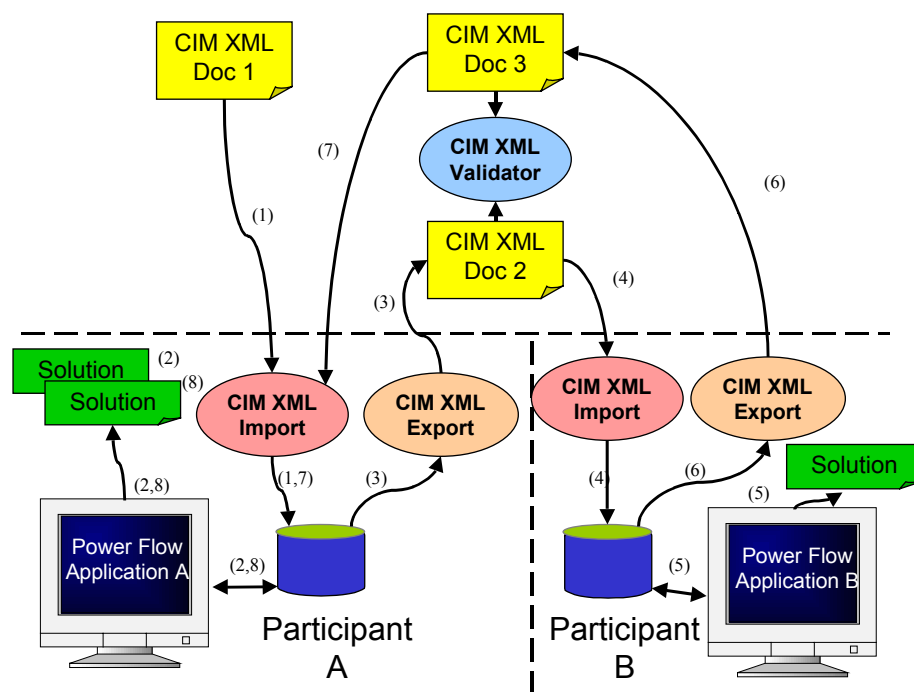 CIM XML
Doc 1
CIM XML
Doc 3
CIM XML
Validator
(7)
(6)
(1)
CIM XML
Doc 2
(4)
(3)
Solution
(2)
Solution
(8)
CIM XML
Import
CIM XML
Export
CIM XML
Import
CIM XML
Export
Solution
(1,7)
(3)
(4)
(6)
(5)
(2,8)
Power Flow
Application A
(2,8)
(5)
Power Flow
Application B
Participant
A
Participant
B